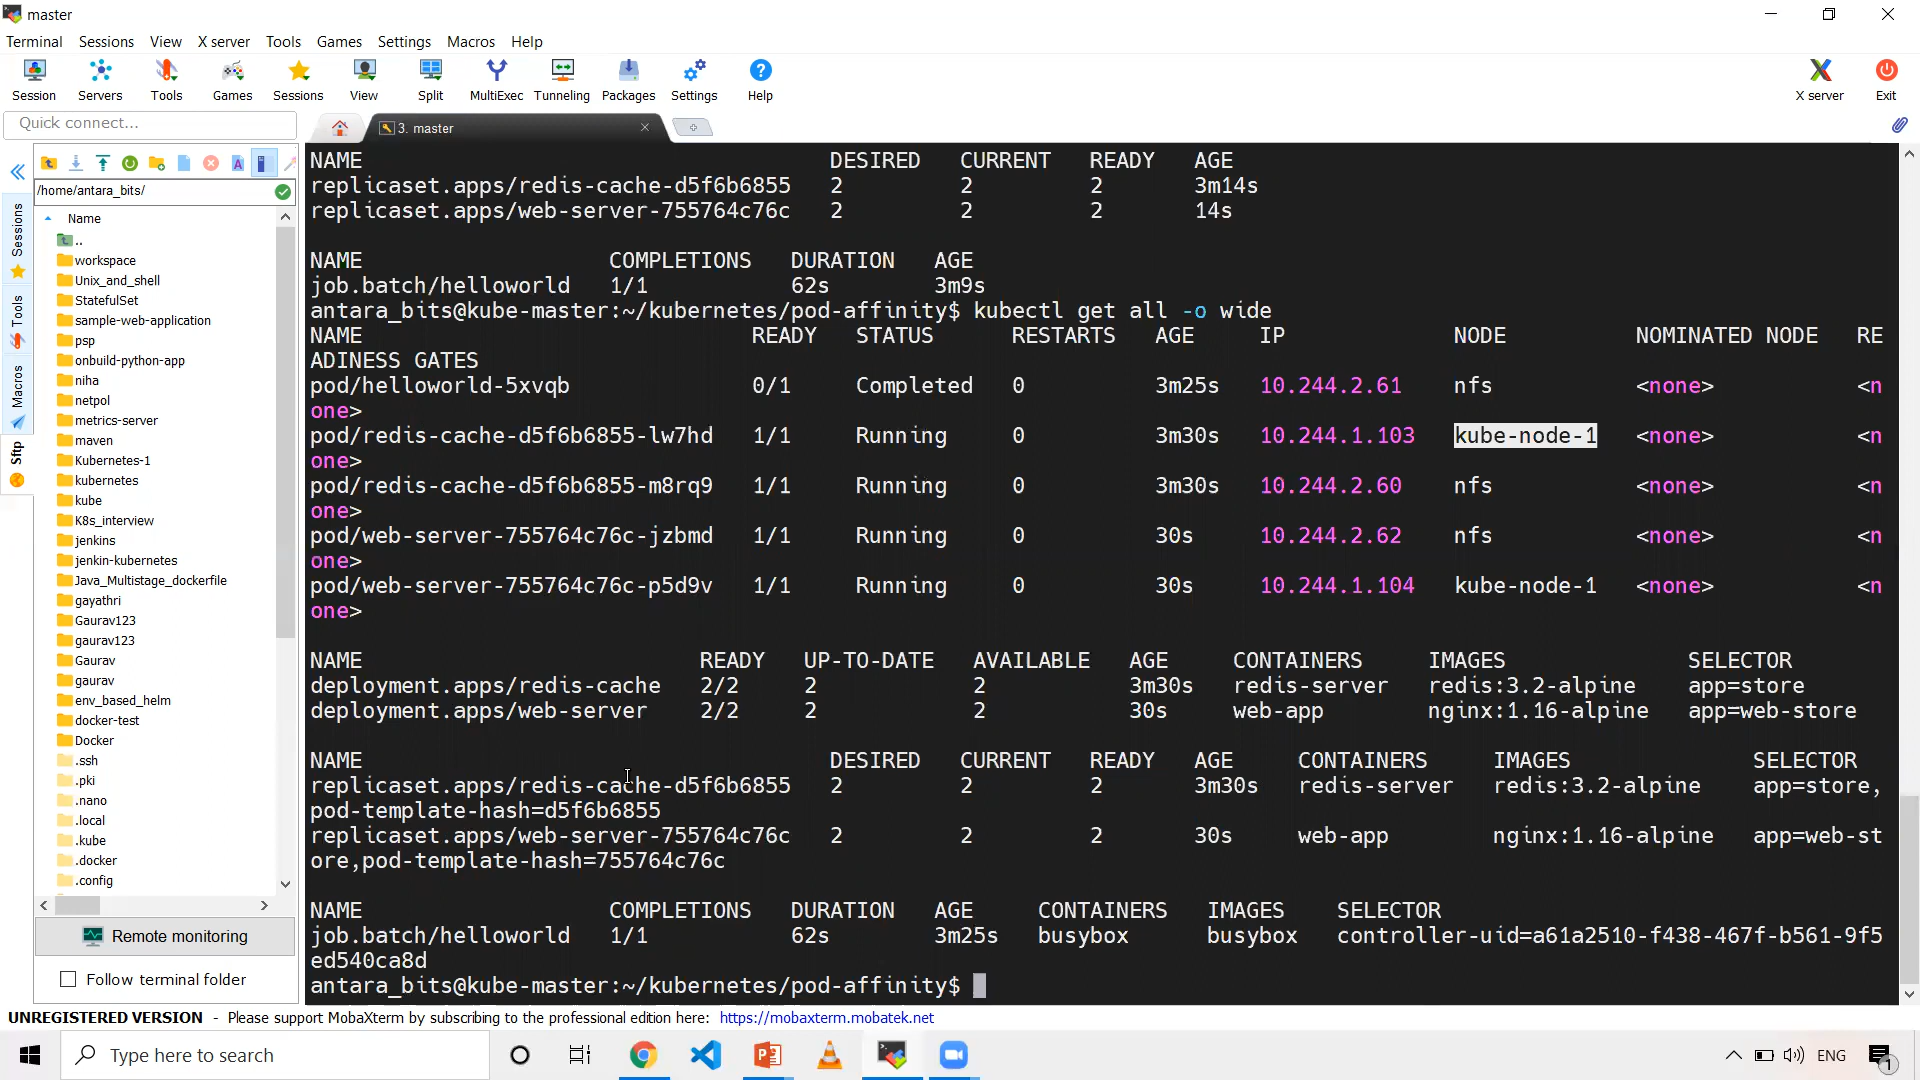 master
Terminal Sessions View X server Tools Games Settings Macros Help
Session Servers Tools Games Sessions View Split MultiExec Tunneling Packages Settings Help X server Exit
Quick connect...
3. master
/home/antara_bits/
Name
..
workspace
Unix_and_shell
StatefulSet
sample-web-application
psp
onbuild-python-app
niha
netpol
metrics-server
maven
Kubernetes-1
kubernetes
kube
K8s_interview
jenkins
jenkin-kubernetes
Java_Multistage_dockerfile
gayathri
Gaurav123
gaurav123
Gaurav
gaurav
env_based_helm
docker-test
Docker
.ssh
.pki
.nano
.local
.kube
.docker
.config
Sessions
Tools
Macros
Sftp
Remote monitoring
Follow terminal folder
NAME DESIRED CURRENT READY AGE
replicaset.apps/redis-cache-d5f6b6855 2 2 2 3m14s
replicaset.apps/web-server-755764c76c 2 2 2 14s
NAME COMPLETIONS DURATION AGE
job.batch/helloworld 1/1 62s 3m9s
antara_bits@kube-master:~/kubernetes/pod-affinity$ kubectl get all -o wide
NAME READY STATUS RESTARTS AGE IP NODE NOMINATED NODE RE
ADINESS GATES
pod/helloworld-5xvqb 0/1 Completed 0 3m25s 10.244.2.61 nfs <none> <n
one>
pod/redis-cache-d5f6b6855-lw7hd 1/1 Running 0 3m30s 10.244.1.103 kube-node-1 <none> <n
one>
pod/redis-cache-d5f6b6855-m8rq9 1/1 Running 0 3m30s 10.244.2.60 nfs <none> <n
one>
pod/web-server-755764c76c-jzbmd 1/1 Running 0 30s 10.244.2.62 nfs <none> <n
one>
pod/web-server-755764c76c-p5d9v 1/1 Running 0 30s 10.244.1.104 kube-node-1 <none> <n
one>
NAME READY UP-TO-DATE AVAILABLE AGE CONTAINERS IMAGES SELECTOR
deployment.apps/redis-cache 2/2 2 2 3m30s redis-server redis:3.2-alpine app=store
deployment.apps/web-server 2/2 2 2 30s web-app nginx:1.16-alpine app=web-store
NAME DESIRED CURRENT READY AGE CONTAINERS IMAGES SELECTOR
replicaset.apps/redis-cache-d5f6b6855 2 2 2 3m30s redis-server redis:3.2-alpine app=store,
pod-template-hash=d5f6b6855
replicaset.apps/web-server-755764c76c 2 2 2 30s web-app nginx:1.16-alpine app=web-st
ore,pod-template-hash=755764c76c
NAME COMPLETIONS DURATION AGE CONTAINERS IMAGES SELECTOR
job.batch/helloworld 1/1 62s 3m25s busybox busybox controller-uid=a61a2510-f438-467f-b561-9f5
ed540ca8d
antara_bits@kube-master:~/kubernetes/pod-affinity$
UNREGISTERED VERSION - Please support MobaXterm by subscribing to the professional edition here: https://mobaxterm.mobatek.net
Type here to search
ENG
1